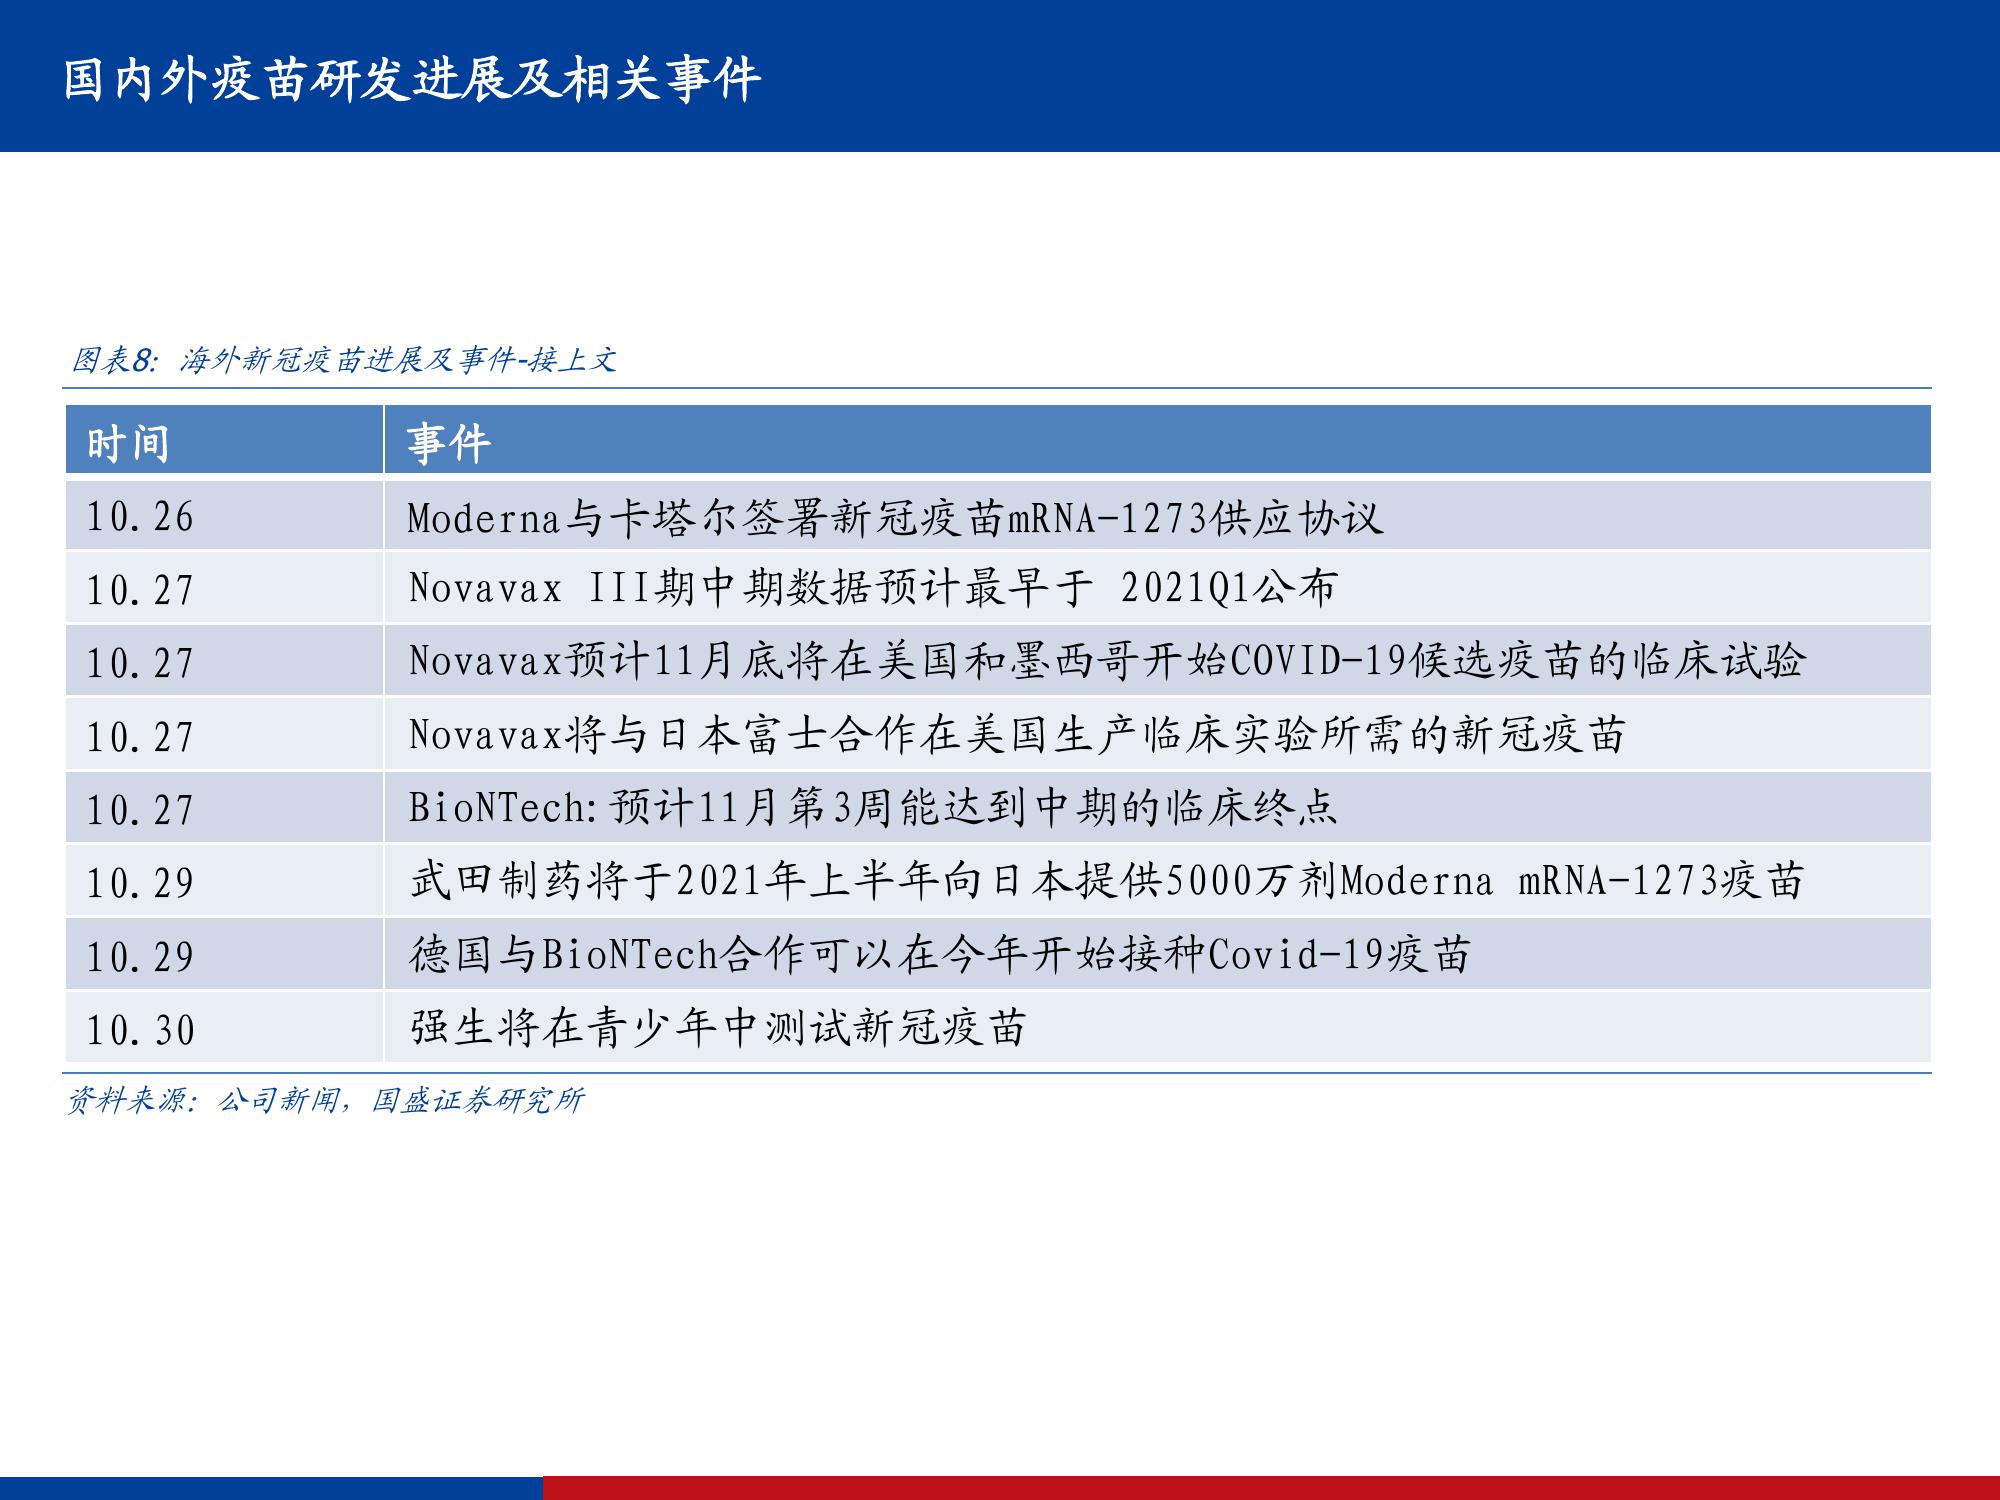 国内外疫苗研发进展及相关事件
图表8：海外新冠疫苗进展及事件-接上文
时间 事件
10.26 Moderna与卡塔尔签署新冠疫苗mRNA-1273供应协议
10.27 Novavax III期中期数据预计最早于 2021Q1公布
10.27 Novavax预计11月底将在美国和墨西哥开始COVID-19候选疫苗的临床试验
10.27 Novavax将与日本富士合作在美国生产临床实验所需的新冠疫苗
10.27 BioNTech:预计11月第3周能达到中期的临床终点
10.29 武田制药将于2021年上半年向日本提供5000万剂Moderna mRNA-1273疫苗
10.29 德国与BioNTech合作可以在今年开始接种Covid-19疫苗
10.30 强生将在青少年中测试新冠疫苗
资料来源：公司新闻，国盛证券研究所